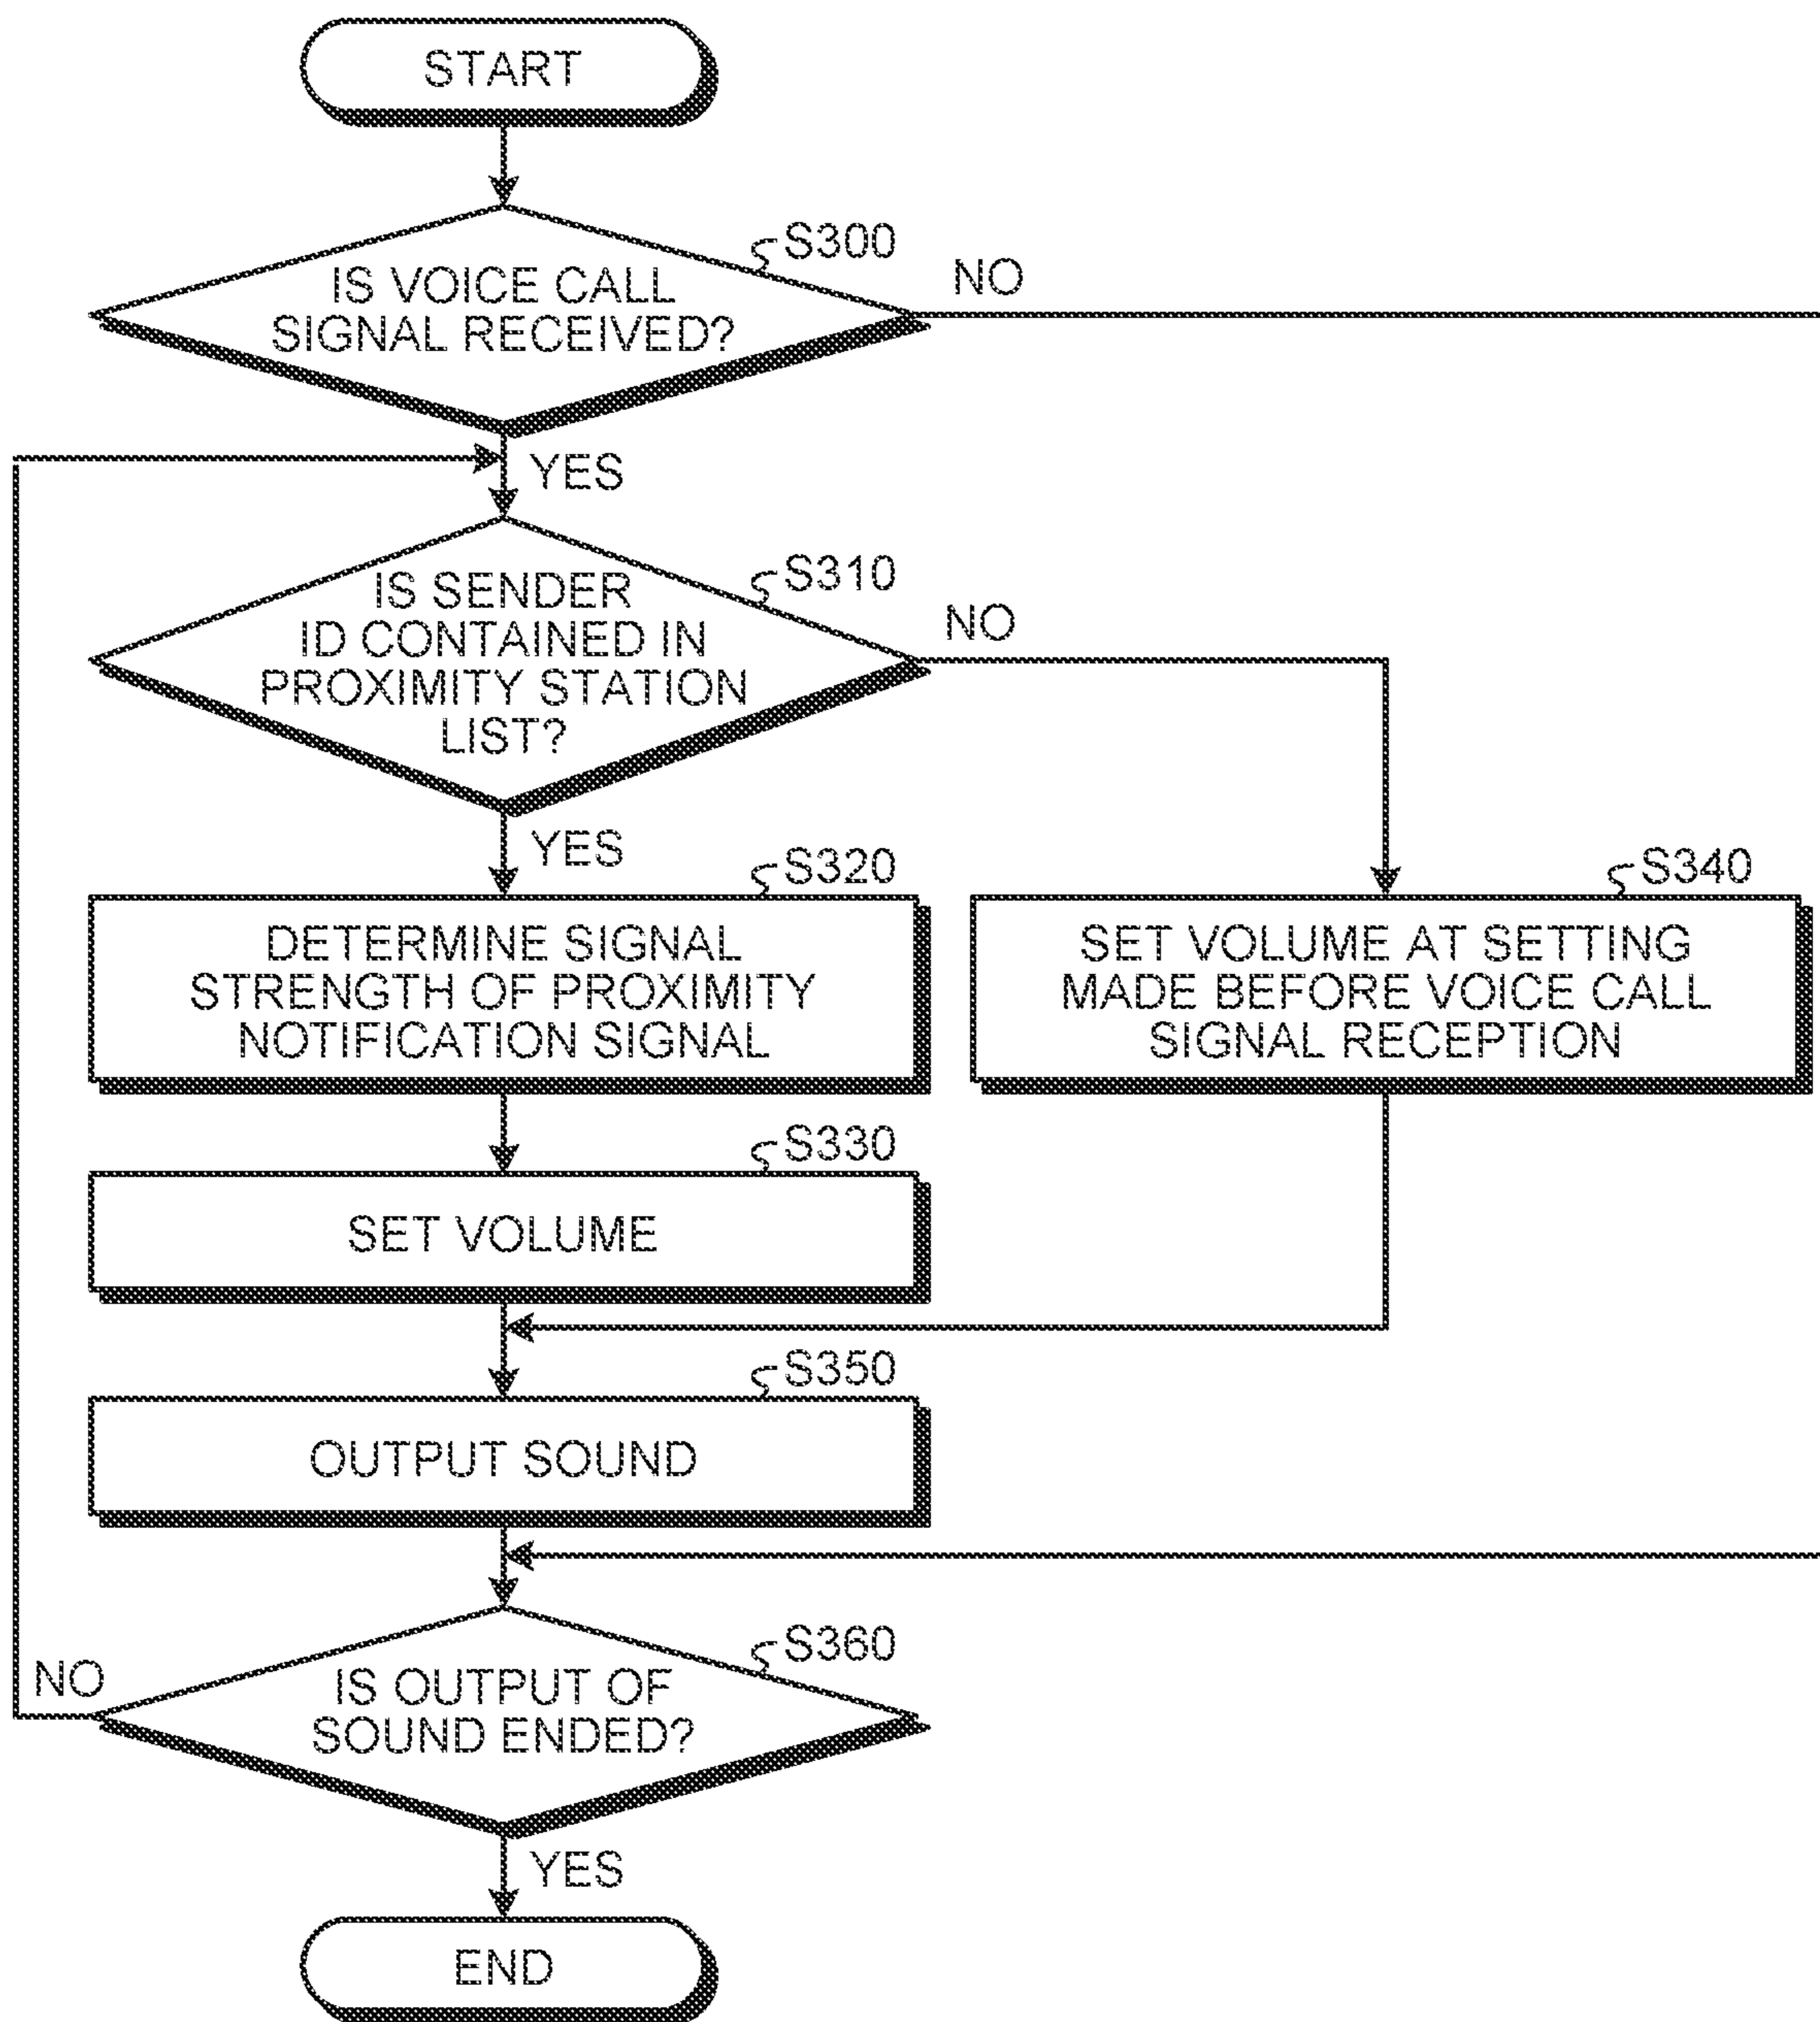 START
S300
IS VOICE CALL
SIGNAL RECEIVED?
NO
YES
S310
IS SENDER
ID CONTAINED IN
PROXIMITY STATION
LIST?
NO
YES
S320
DETERMINE SIGNAL
STRENGTH OF PROXIMITY
NOTIFICATION SIGNAL
S340
SET VOLUME AT SETTING
MADE BEFORE VOICE CALL
SIGNAL RECEPTION
S330
SET VOLUME
S350
OUTPUT SOUND
S360
IS OUTPUT OF
SOUND ENDED?
NO
YES
END